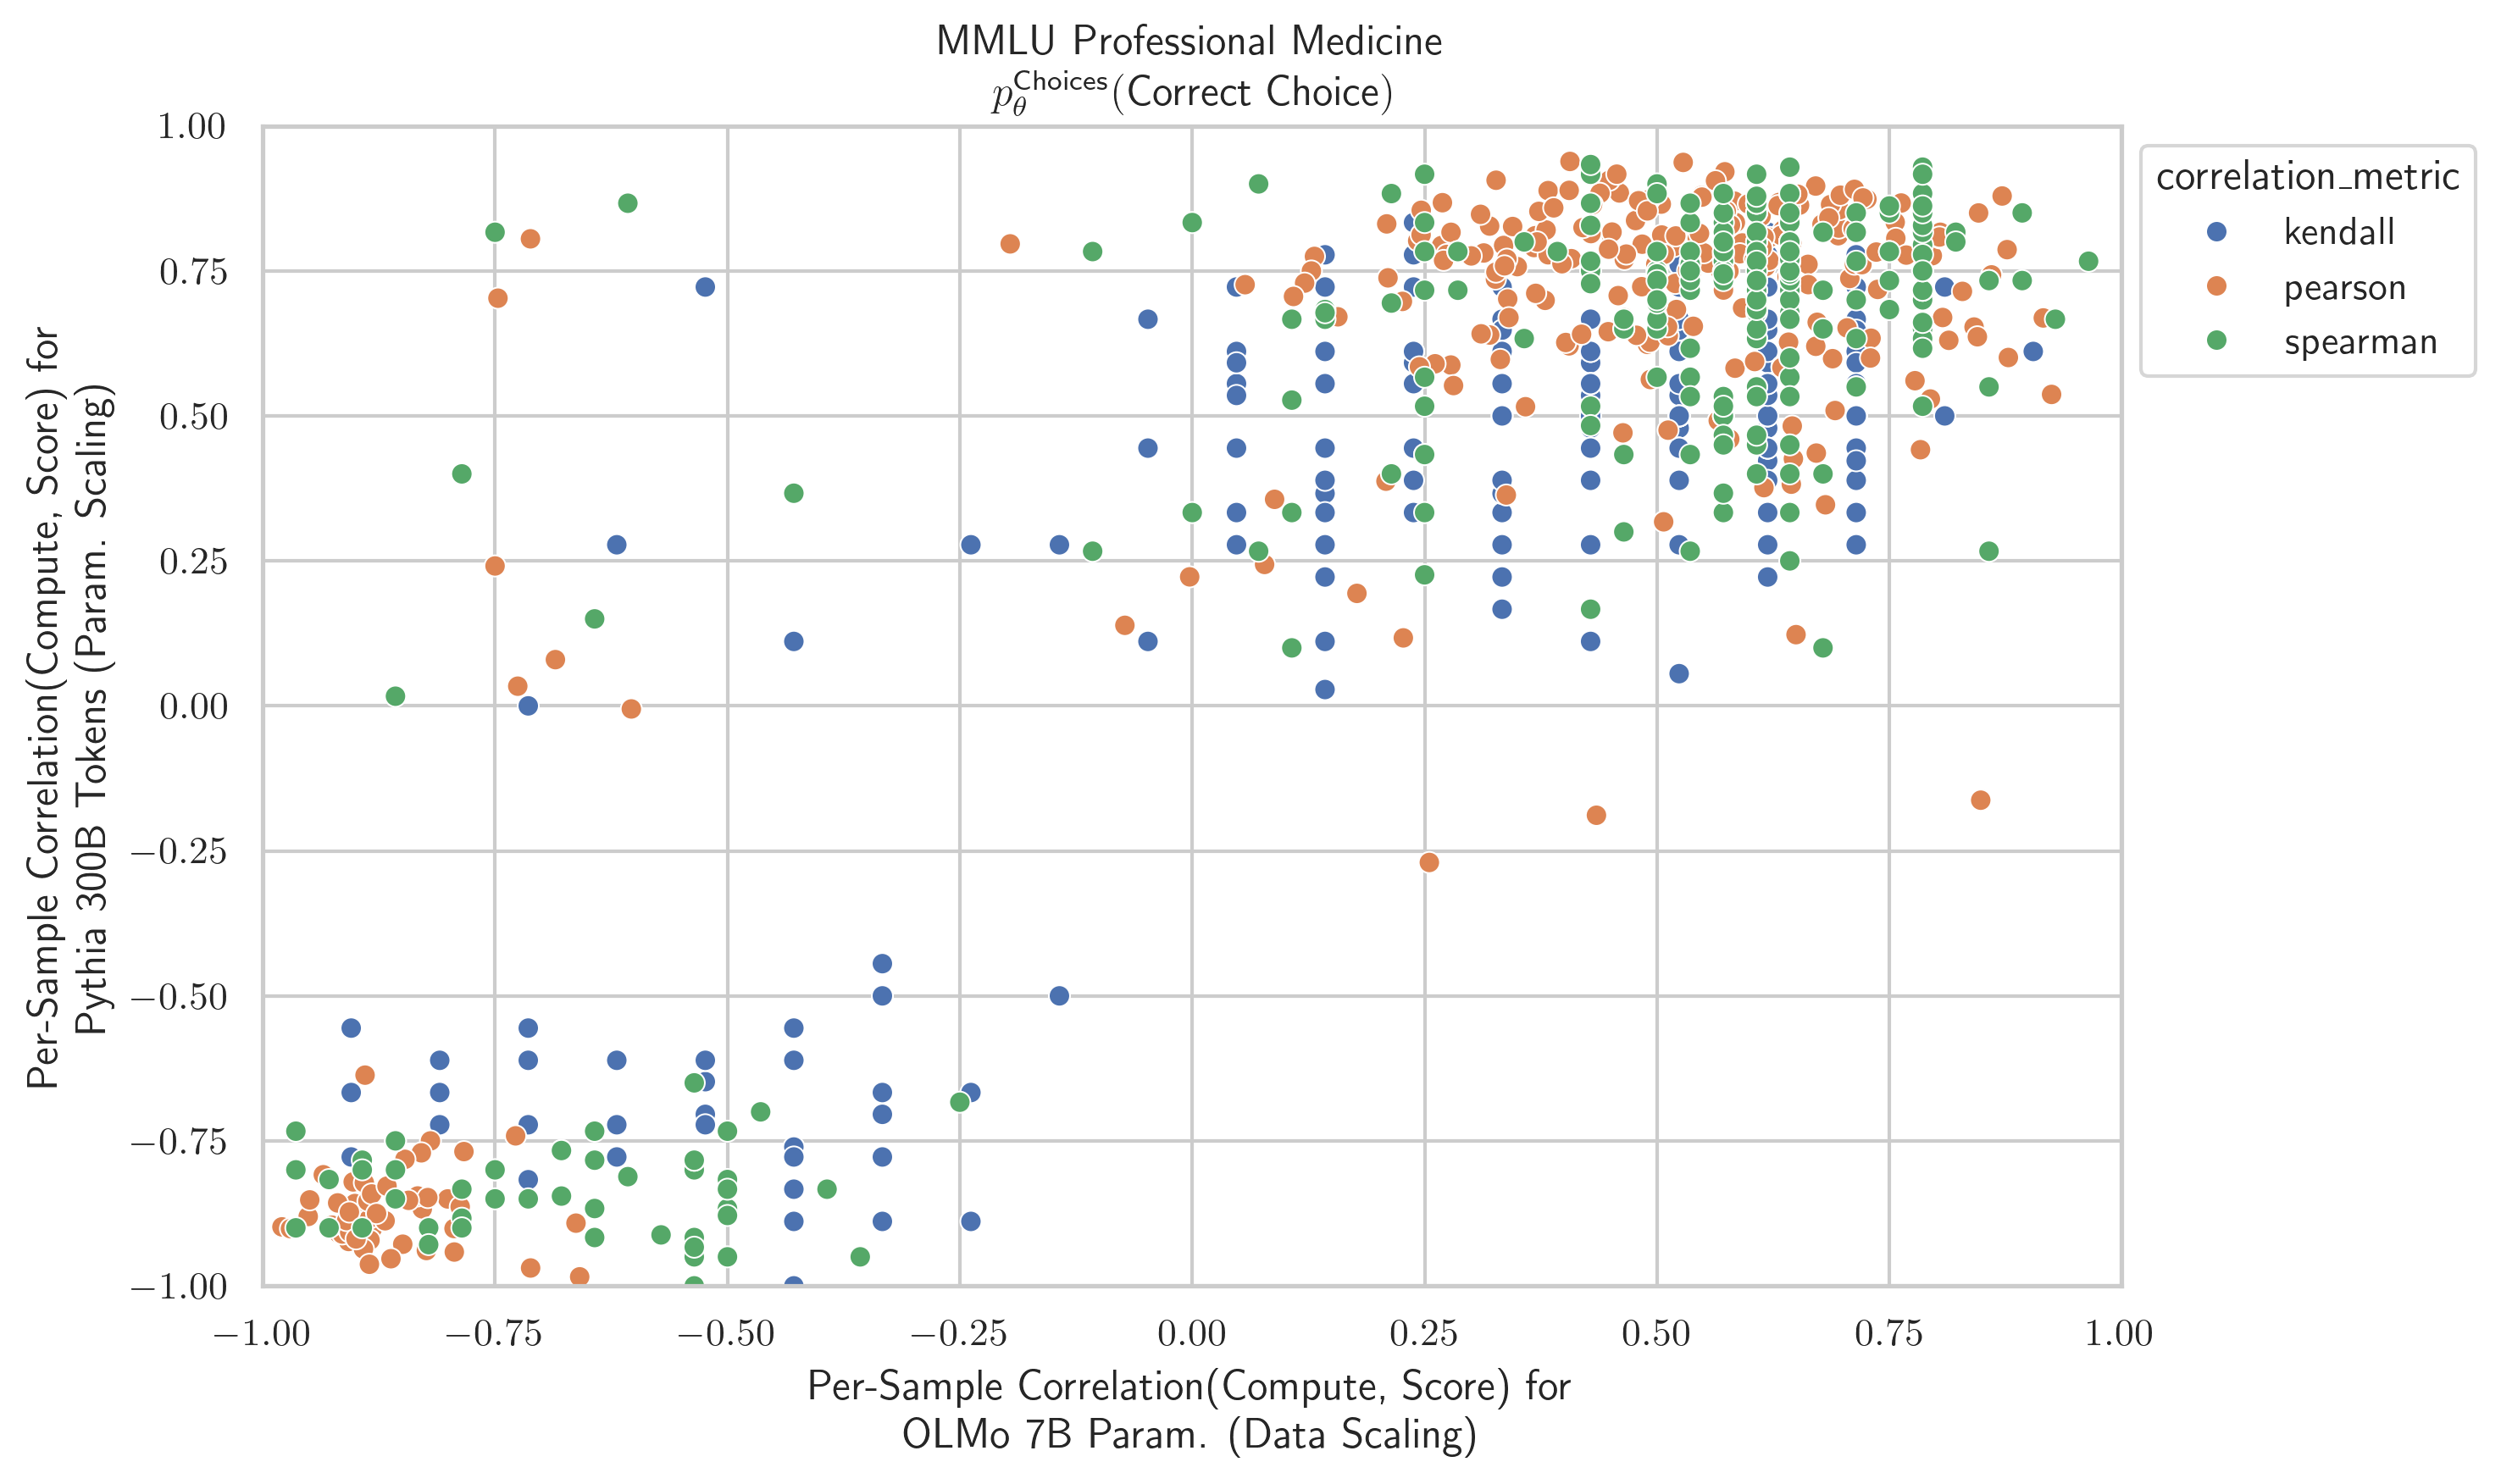 MMLU Professional Medicine
p_θ^Choices(Correct Choice)
Per-Sample Correlation(Compute, Score) for
Pythia 300B Tokens (Param. Scaling)
1.00
0.75
0.50
0.25
0.00
−0.25
−0.50
−0.75
−1.00
−1.00 −0.75 −0.50 −0.25 0.00 0.25 0.50 0.75 1.00
Per-Sample Correlation(Compute, Score) for
OLMo 7B Param. (Data Scaling)
correlation_metric
kendall
pearson
spearman